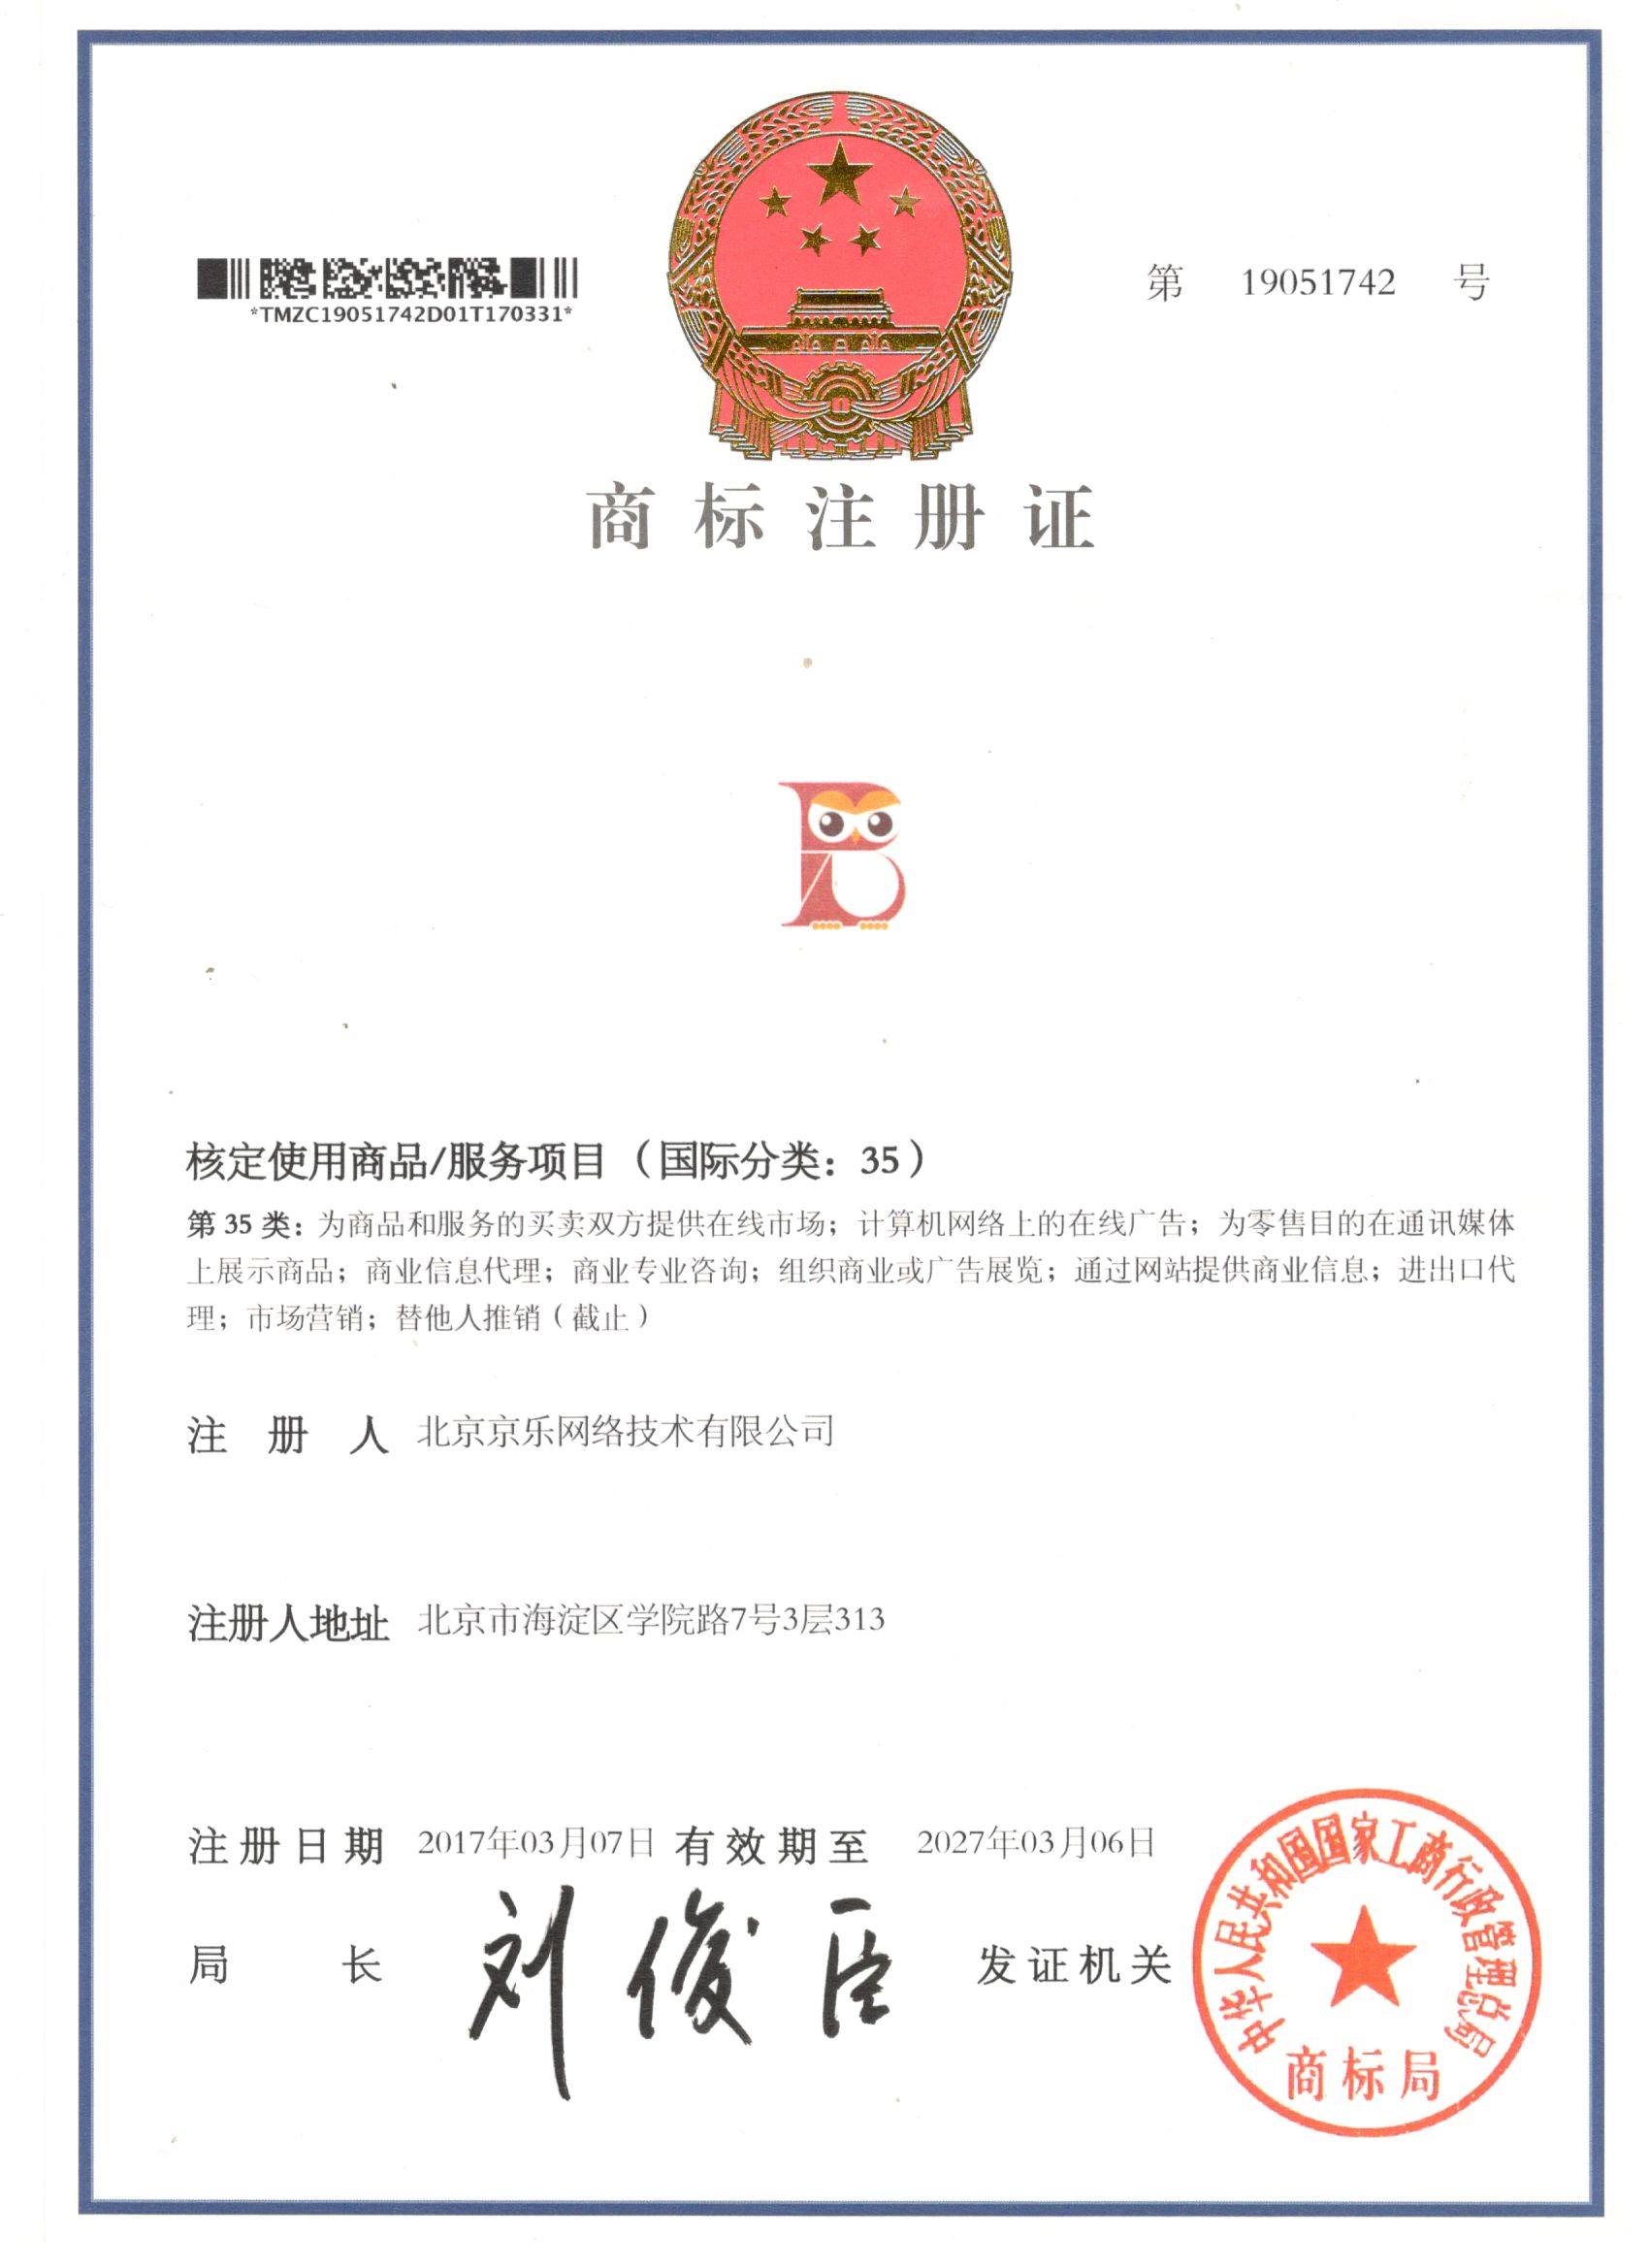 *TMZC19051742D01T170331*
第 19051742 号
商标注册证
核定使用商品/服务项目（国际分类：35）
第 35 类：为商品和服务的买卖双方提供在线市场；计算机网络上的在线广告；为零售目的在通讯媒体
上展示商品；商业信息代理；商业专业咨询；组织商业或广告展览；通过网站提供商业信息；进出口代
理；市场营销；替他人推销（截止）
注册人 北京京乐网络技术有限公司
注册人地址 北京市海淀区学院路7号3层313
注册日期 2017年03月07日 有效期至 2027年03月06日
局长 刘俊臣 发证机关
中华人民共和国国家工商行政管理总局
商标局